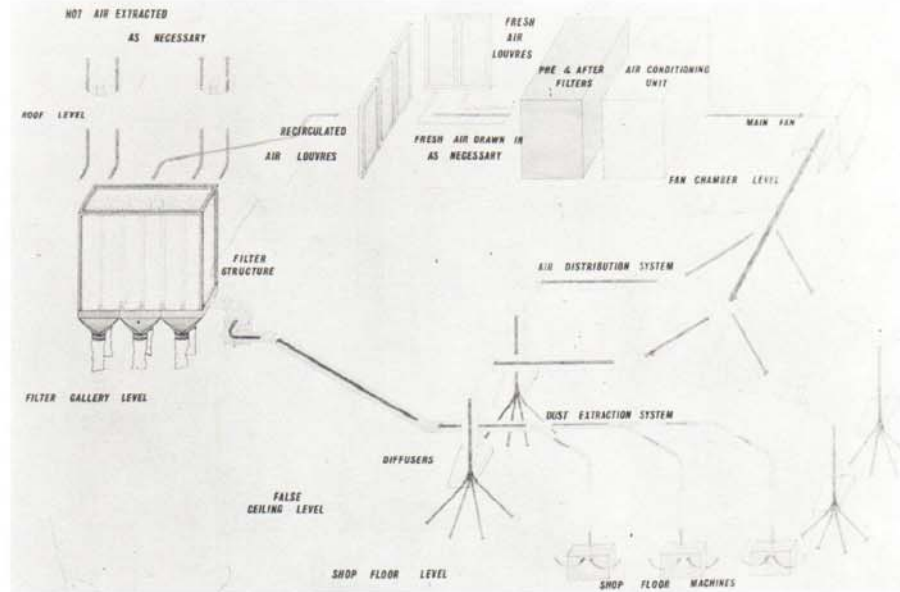 HOT AIR EXTRACTED
AS NECESSARY
FRESH
AIR
LOUVRES
PRE & AFTER
FILTERS
AIR CONDITIONING
UNIT
ROOF LEVEL
RECIRCULATED
AIR LOUVRES
FRESH AIR DRAWN IN
AS NECESSARY
MAIN FAN
FAN CHAMBER LEVEL
FILTER
STRUCTURE
AIR DISTRIBUTION SYSTEM
FILTER GALLERY LEVEL
DUST EXTRACTION SYSTEM
DIFFUSERS
FALSE
CEILING LEVEL
SHOP FLOOR LEVEL
SHOP FLOOR MACHINES